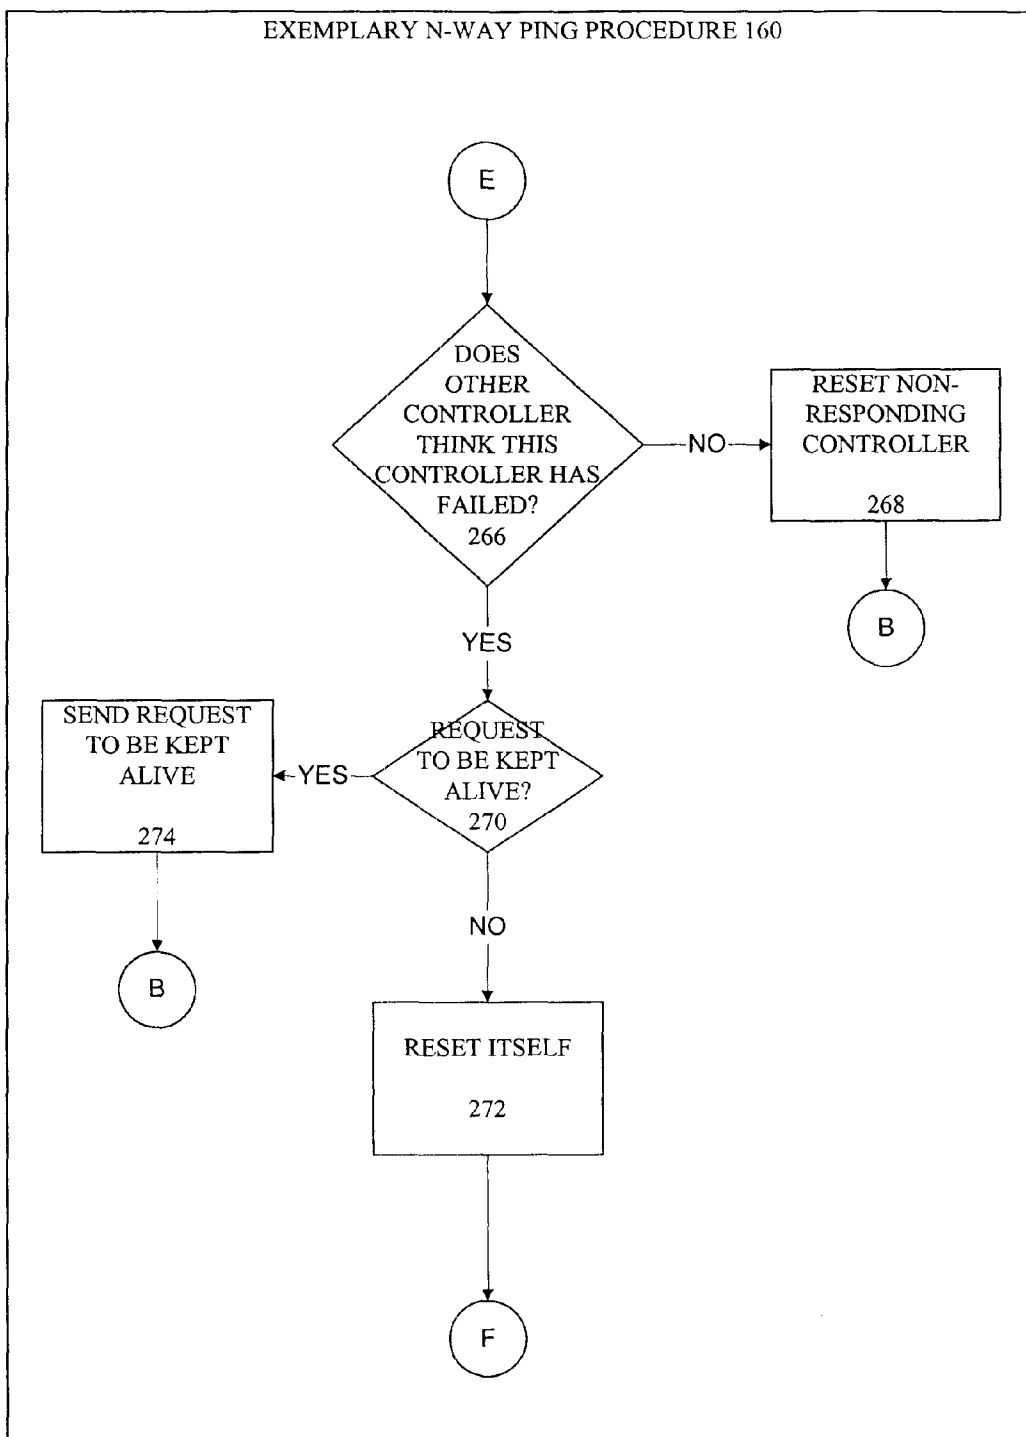 EXEMPLARY N-WAY PING PROCEDURE 160
E
DOES
OTHER
CONTROLLER
THINK THIS
CONTROLLER HAS
FAILED?
266
NO
RESET NON-
RESPONDING
CONTROLLER
268
B
YES
REQUEST
TO BE KEPT
ALIVE?
270
YES
SEND REQUEST
TO BE KEPT
ALIVE
274
B
NO
RESET ITSELF
272
F